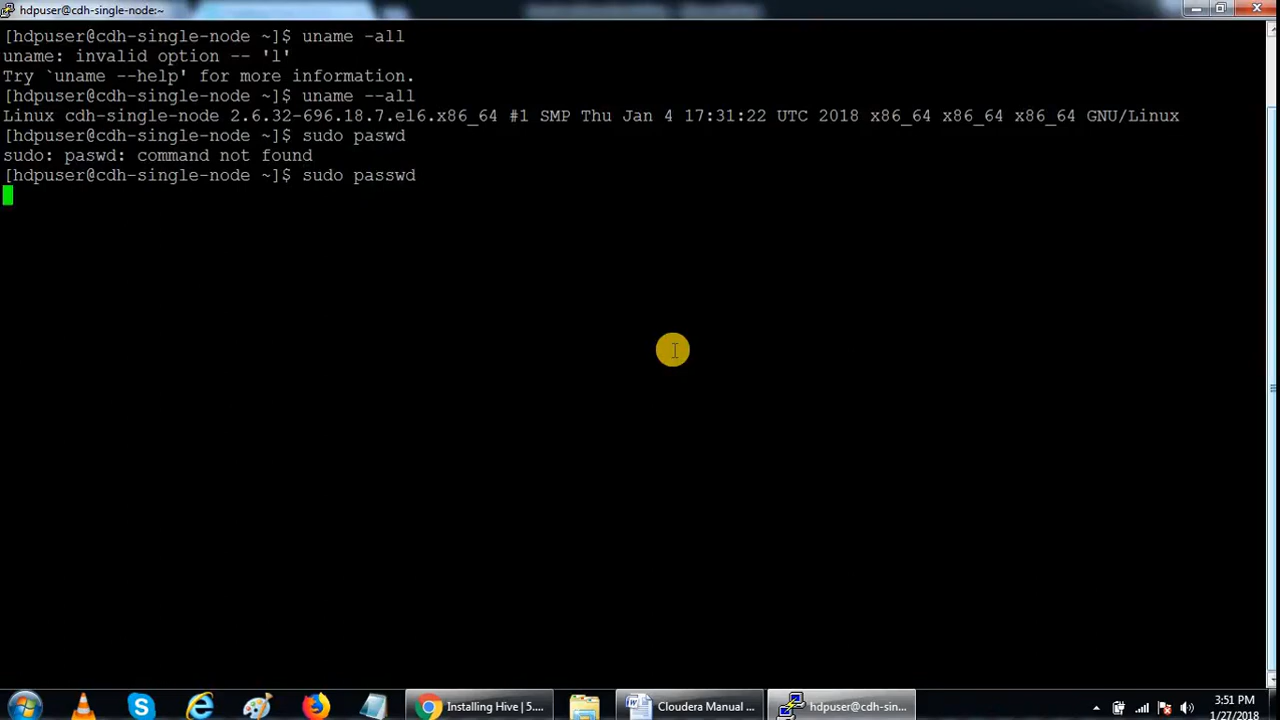 hdpuser@cdh-single-node:~
[hdpuser@cdh-single-node ~]$ uname -all
uname: invalid option -- 'l'
Try `uname --help' for more information.
[hdpuser@cdh-single-node ~]$ uname --all
Linux cdh-single-node 2.6.32-696.18.7.el6.x86_64 #1 SMP Thu Jan 4 17:31:22 UTC 2018 x86_64 x86_64 x86_64 GNU/Linux
[hdpuser@cdh-single-node ~]$ sudo paswd
sudo: paswd: command not found
[hdpuser@cdh-single-node ~]$ sudo passwd
Installing Hive | 5....
Cloudera Manual ...
hdpuser@cdh-sin...
3:51 PM
1/27/2018